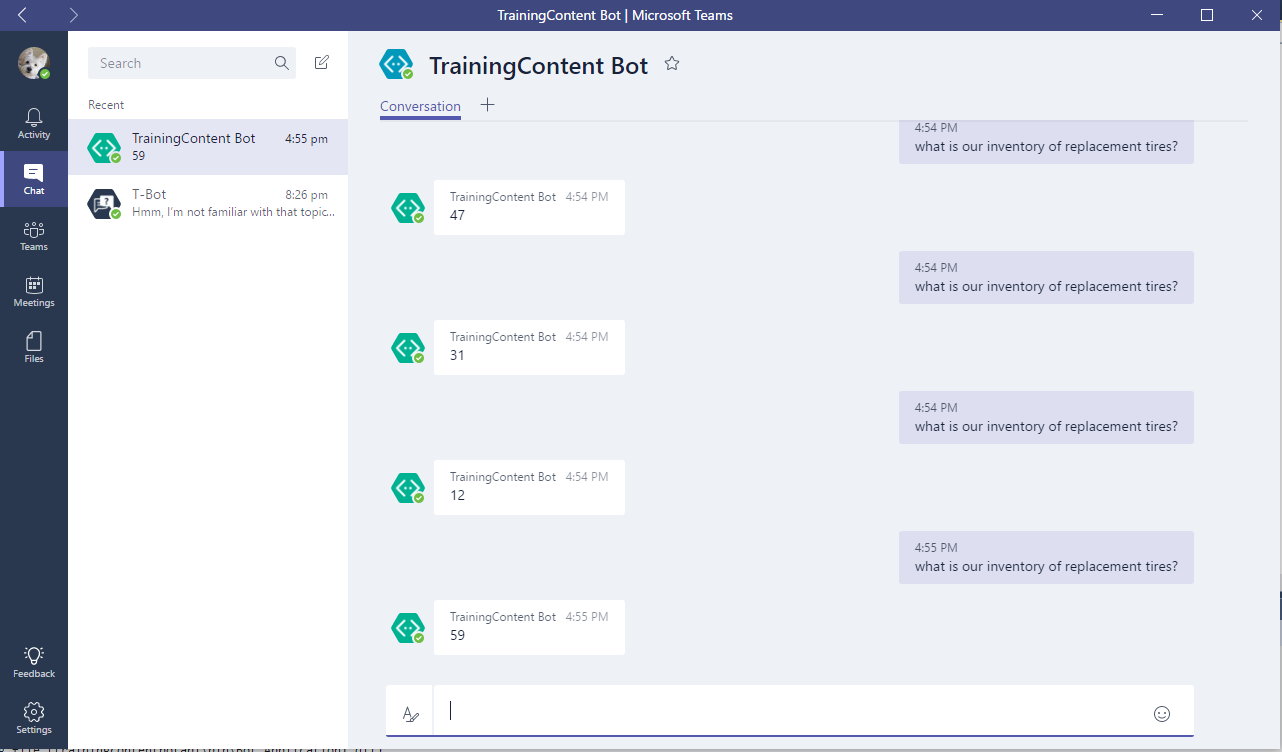 TrainingContent Bot | Microsoft Teams
Activity
Chat
Teams
Meetings
Files
Feedback
Settings
Search
Recent
TrainingContent Bot 4:55 pm
59
T-Bot 8:26 pm
Hmm, I'm not familiar with that topic...
TrainingContent Bot
Conversation
4:54 PM
what is our inventory of replacement tires?
TrainingContent Bot 4:54 PM
47
4:54 PM
what is our inventory of replacement tires?
TrainingContent Bot 4:54 PM
31
4:54 PM
what is our inventory of replacement tires?
TrainingContent Bot 4:54 PM
12
4:55 PM
what is our inventory of replacement tires?
TrainingContent Bot 4:55 PM
59